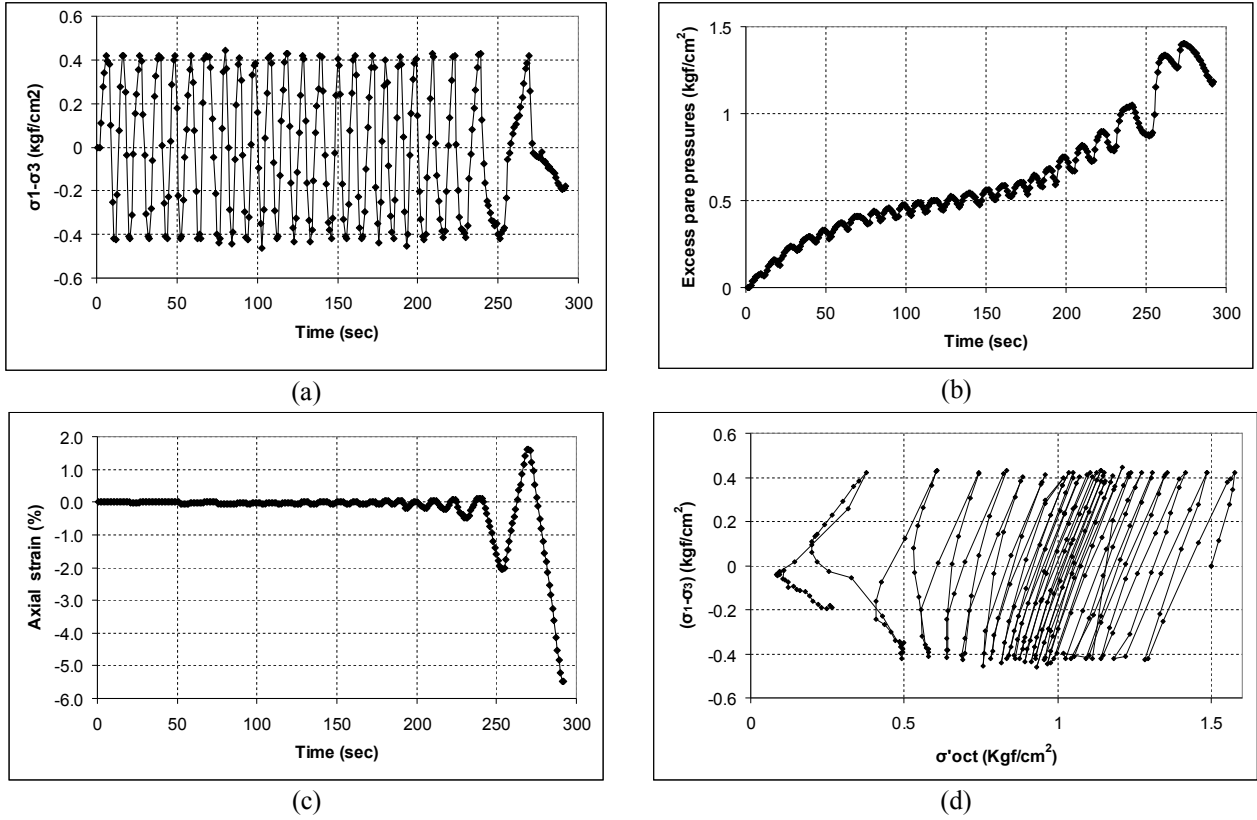 0.6
0.4
0.2
0
-0.2
-0.4
-0.6
σ1-σ3 (kgf/cm2)
0 50 100 150 200 250 300
Time (sec)
(a)
2
1.5
1
0.5
0
Excess pare pressures (kgf/cm²)
0 50 100 150 200 250 300
Time (sec)
(b)
2.0
1.0
0.0
-1.0
-2.0
-3.0
-4.0
-5.0
-6.0
Axial strain (%)
0 50 100 150 200 250 300
Time (sec)
(c)
0.6
0.4
0.2
0
-0.2
-0.4
-0.6
(σ1-σ3) (kgf/cm²)
0 0.5 1 1.5
σ'oct (Kgf/cm²)
(d)